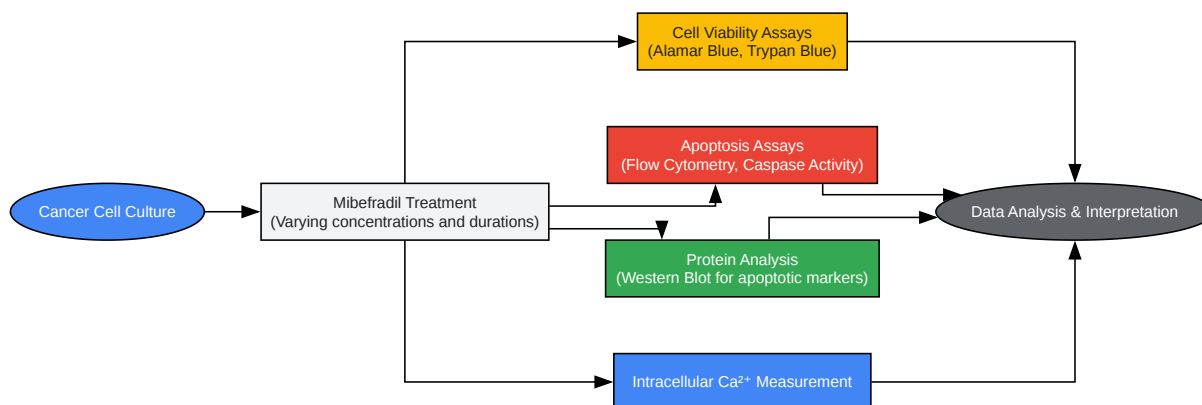 Cancer Cell Culture
Mibefradil Treatment
(Varying concentrations and durations)
Cell Viability Assays
(Alamar Blue, Trypan Blue)
Apoptosis Assays
(Flow Cytometry, Caspase Activity)
Protein Analysis
(Western Blot for apoptotic markers)
Intracellular Ca²⁺ Measurement
Data Analysis & Interpretation